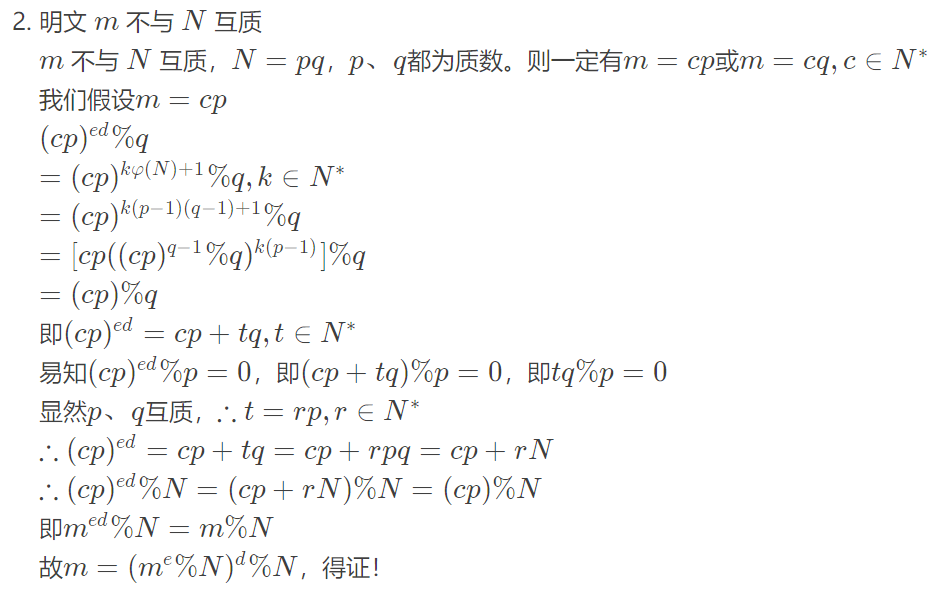 2. 明文 m 不与 N 互质
m 不与 N 互质，N = pq，p、q都为质数。则一定有m = cp或m = cq, c ∈ N*
我们假设m = cp
(cp)^{ed}%q
= (cp)^{kφ(N)+1}%q, k ∈ N*
= (cp)^{k(p−1)(q−1)+1}%q
= [cp((cp)^{q−1}%q)^{k(p−1)}]%q
= (cp)%q
即(cp)^{ed} = cp + tq, t ∈ N*
易知(cp)^{ed}%p = 0，即(cp + tq)%p = 0，即tq%p = 0
显然p、q互质，∴ t = rp, r ∈ N*
∴ (cp)^{ed} = cp + tq = cp + rpq = cp + rN
∴ (cp)^{ed}%N = (cp + rN)%N = (cp)%N
即m^{ed}%N = m%N
故m = (m^{e}%N)^{d}%N，得证！